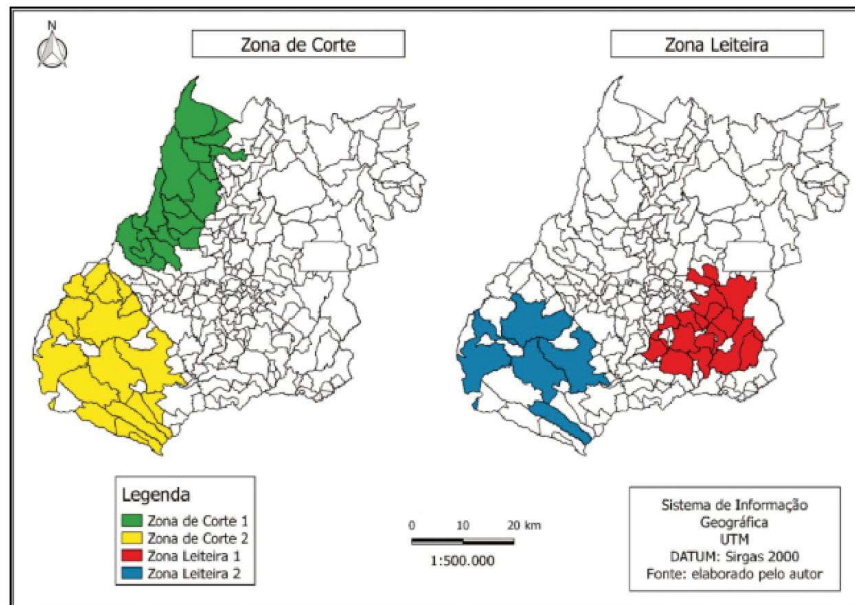 N
Zona de Corte
Zona Leiteira
Legenda
Zona de Corte 1
Zona de Corte 2
Zona Leiteira 1
Zona Leiteira 2
0 10 20 km
1:500.000
Sistema de Informação
Geográfica
UTM
DATUM: Sirgas 2000
Fonte: elaborado pelo autor